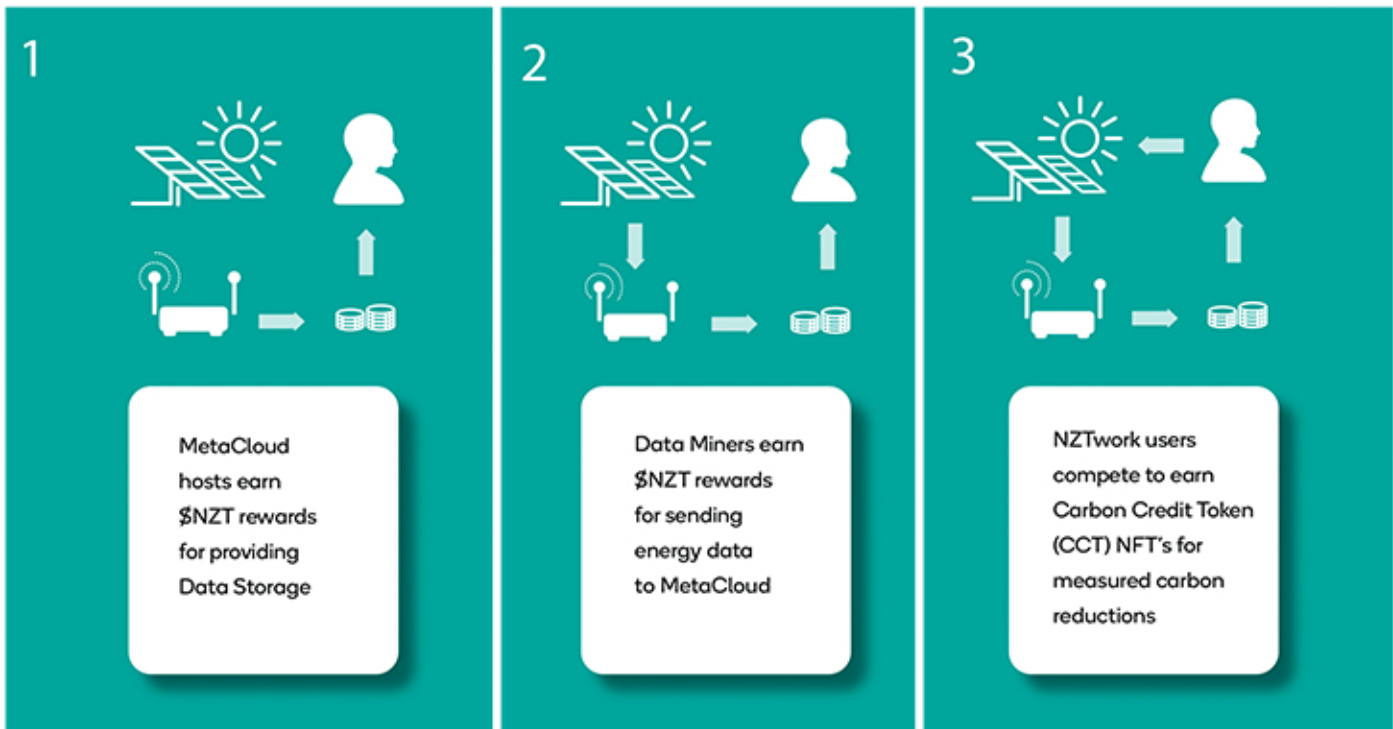 1
MetaCloud
hosts earn
$NZT rewards
for providing
Data Storage
2
Data Miners earn
$NZT rewards
for sending
energy data
to MetaCloud
3
NZTwork users
compete to earn
Carbon Credit Token
(CCT) NFT's for
measured carbon
reductions